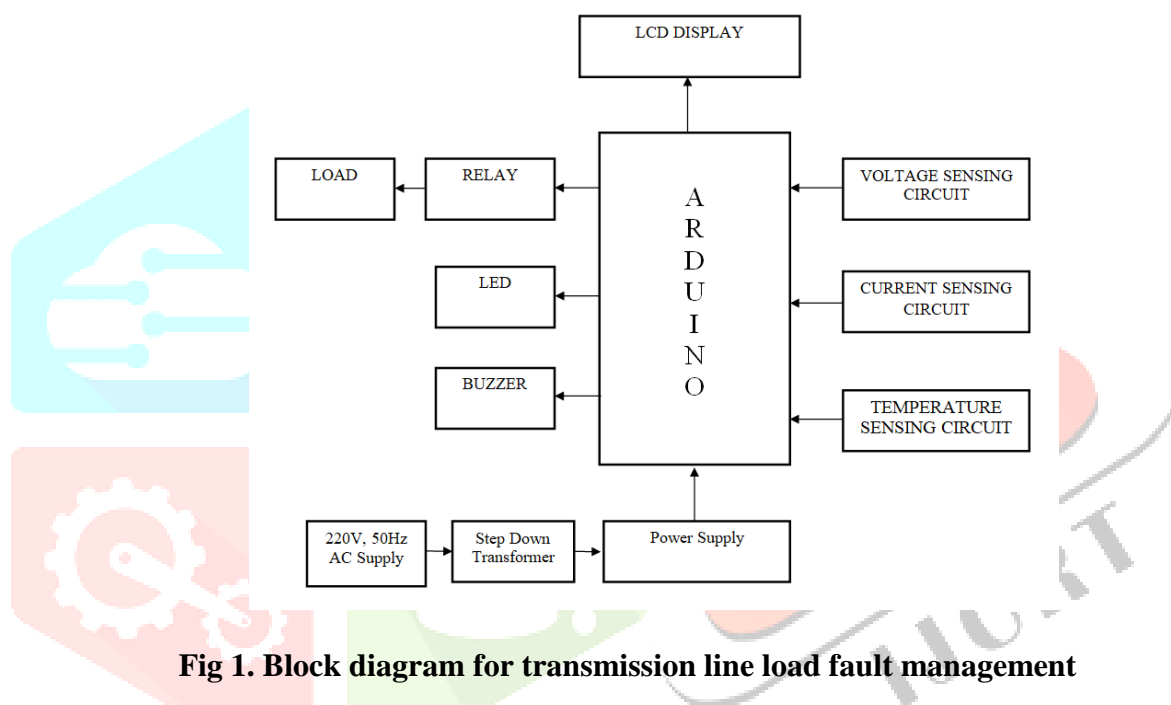 LCD DISPLAY
LOAD
RELAY
VOLTAGE SENSING
CIRCUIT
A
R
D
U
I
N
O
LED
CURRENT SENSING
CIRCUIT
BUZZER
TEMPERATURE
SENSING CIRCUIT
220V, 50Hz
AC Supply
Step Down
Transformer
Power Supply
IJCRT
Fig 1. Block diagram for transmission line load fault management